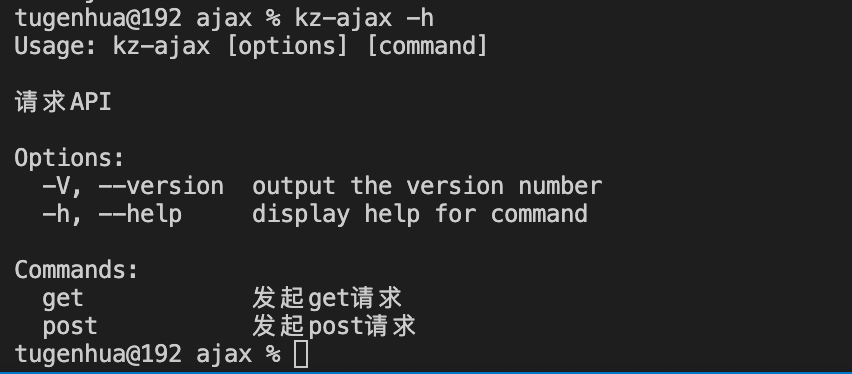 tugenhua@192 ajax % kz-ajax -h
Usage: kz-ajax [options] [command]
请求API
Options:
-V, --version  output the version number
-h, --help     display help for command
Commands:
get            发起get请求
post           发起post请求
tugenhua@192 ajax %